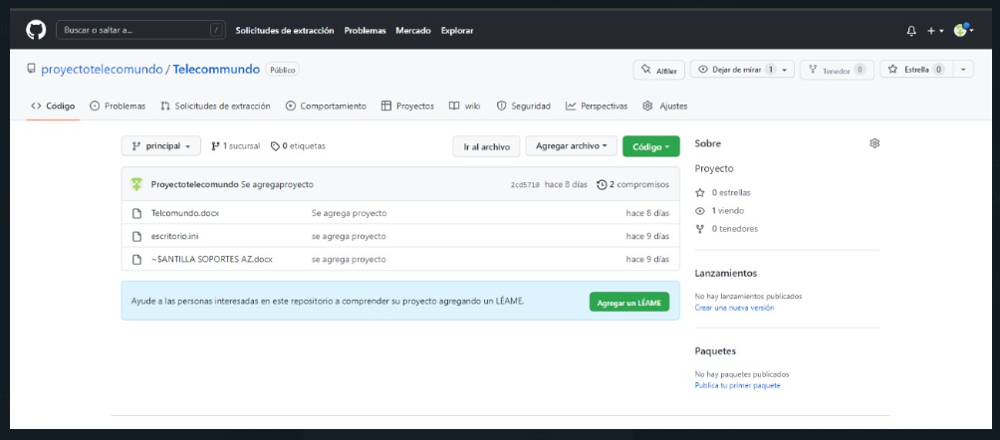 Buscar o saltar a... /
Solicitudes de extracción Problemas Mercado Explorar
proyectotelecomundo / Telecommundo Público
Alfiler Dejar de mirar 1 Tenedor 0 Estrella 0
Código Problemas Solicitudes de extracción Comportamiento Proyectos wiki Seguridad Perspectivas Ajustes
principal 1 sucursal 0 etiquetas Ir al archivo Agregar archivo Código
Proyectotelecomundo Se agregaproyecto 2cd5710 hace 8 días 2 compromisos
Telcomundo.docx Se agrega proyecto hace 8 días
escritorio.ini se agrega proyecto hace 9 días
~$ANTILLA SOPORTES AZ.docx se agrega proyecto hace 9 días
Ayude a las personas interesadas en este repositorio a comprender su proyecto agregando un LÉAME. Agregar un LÉAME
Sobre
Proyecto
0 estrellas
1 viendo
0 tenedores
Lanzamientos
No hay lanzamientos publicados
Crear una nueva versión
Paquetes
No hay paquetes publicados
Publica tu primer paquete